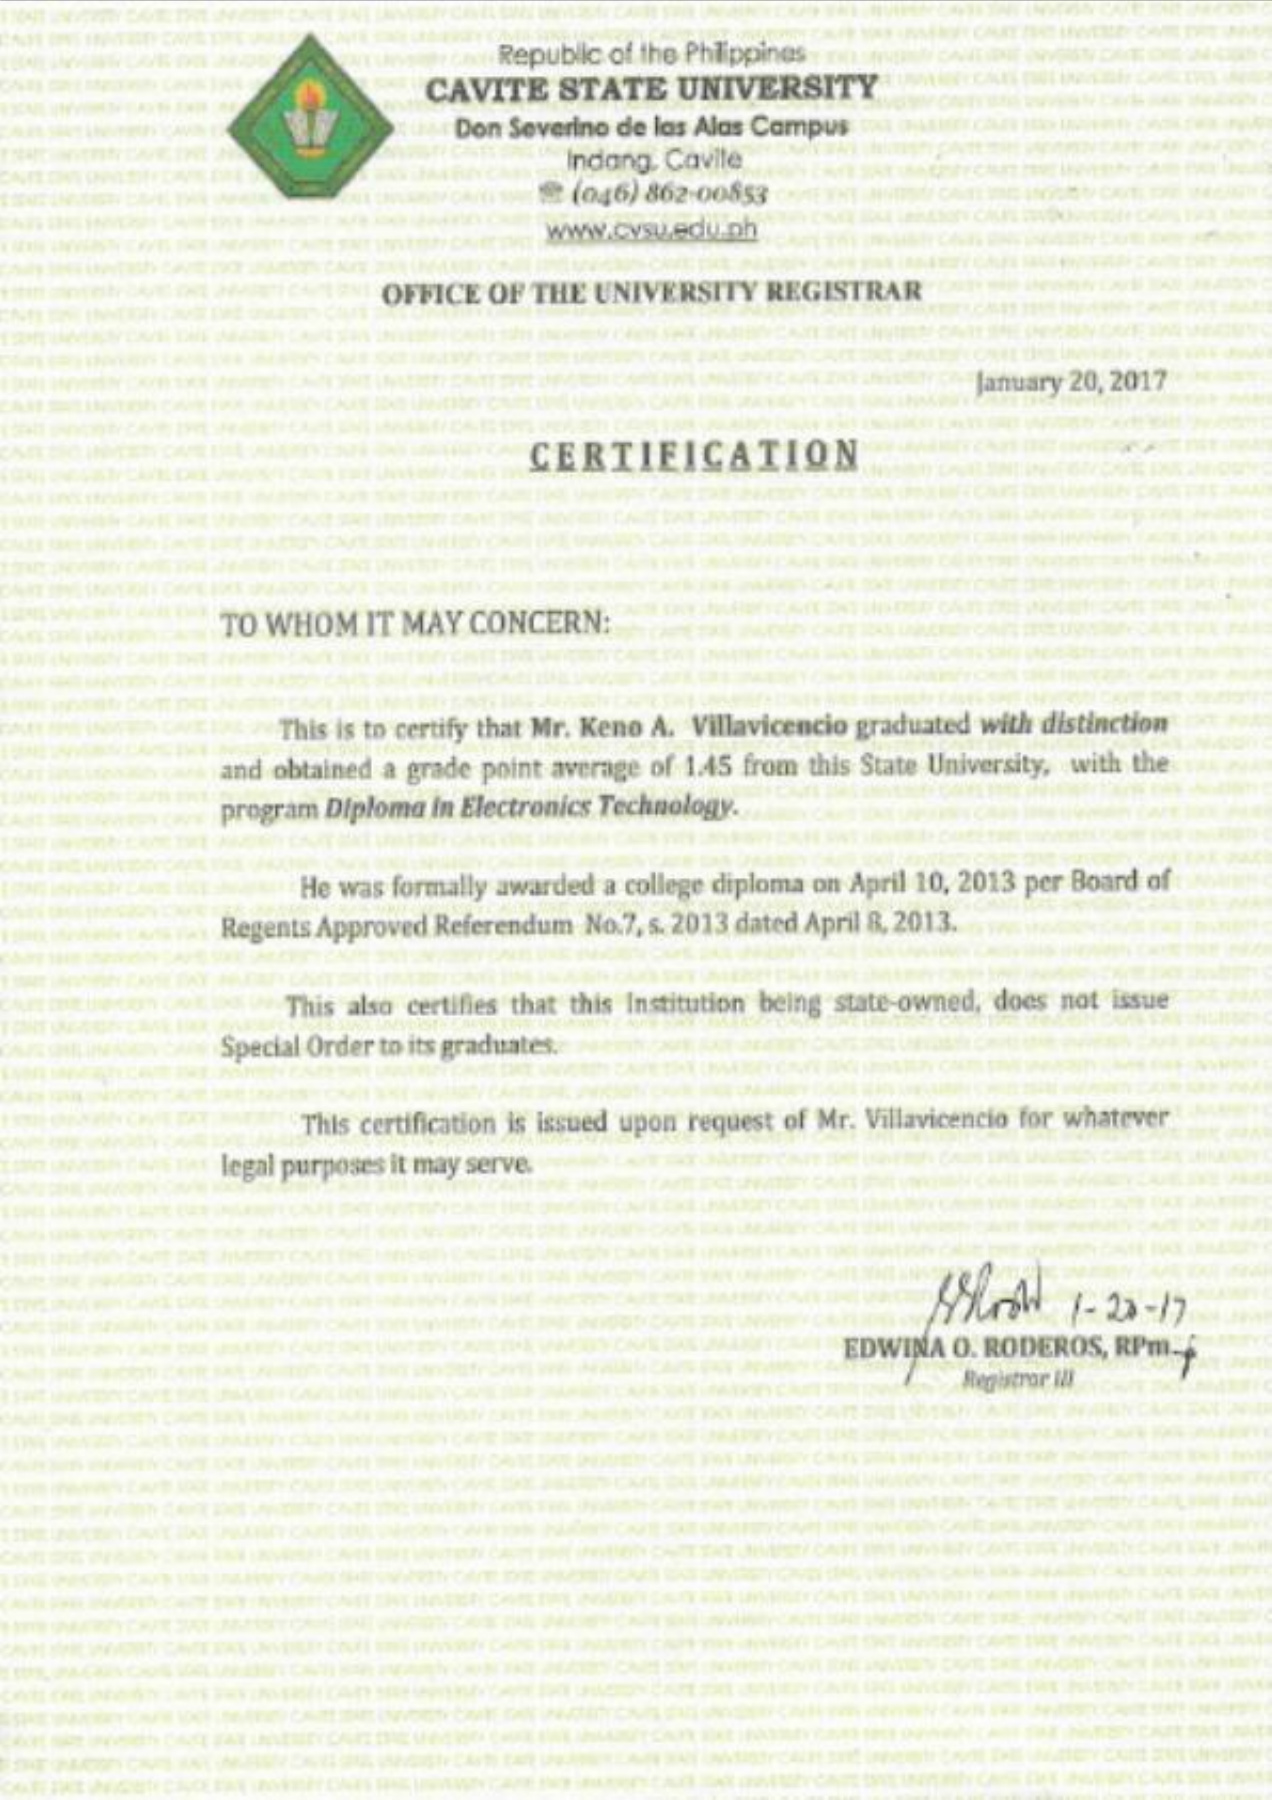 Republic of the Philippines
CAVITE STATE UNIVERSITY
Don Severino de las Alas Campus
Indang, Cavite
☏ (046) 862-00853
www.cvsu.edu.ph
OFFICE OF THE UNIVERSITY REGISTRAR
January 20, 2017
CERTIFICATION
TO WHOM IT MAY CONCERN:
This is to certify that Mr. Keno A. Villavicencio graduated with distinction
and obtained a grade point average of 1.45 from this State University, with the
program Diploma in Electronics Technology.
He was formally awarded a college diploma on April 10, 2013 per Board of
Regents Approved Referendum No.7, s. 2013 dated April 8, 2013.
This also certifies that this Institution being state-owned, does not issue
Special Order to its graduates.
This certification is issued upon request of Mr. Villavicencio for whatever
legal purposes it may serve.
1-20-17
EDWINA O. RODEROS, RPm
Registrar III